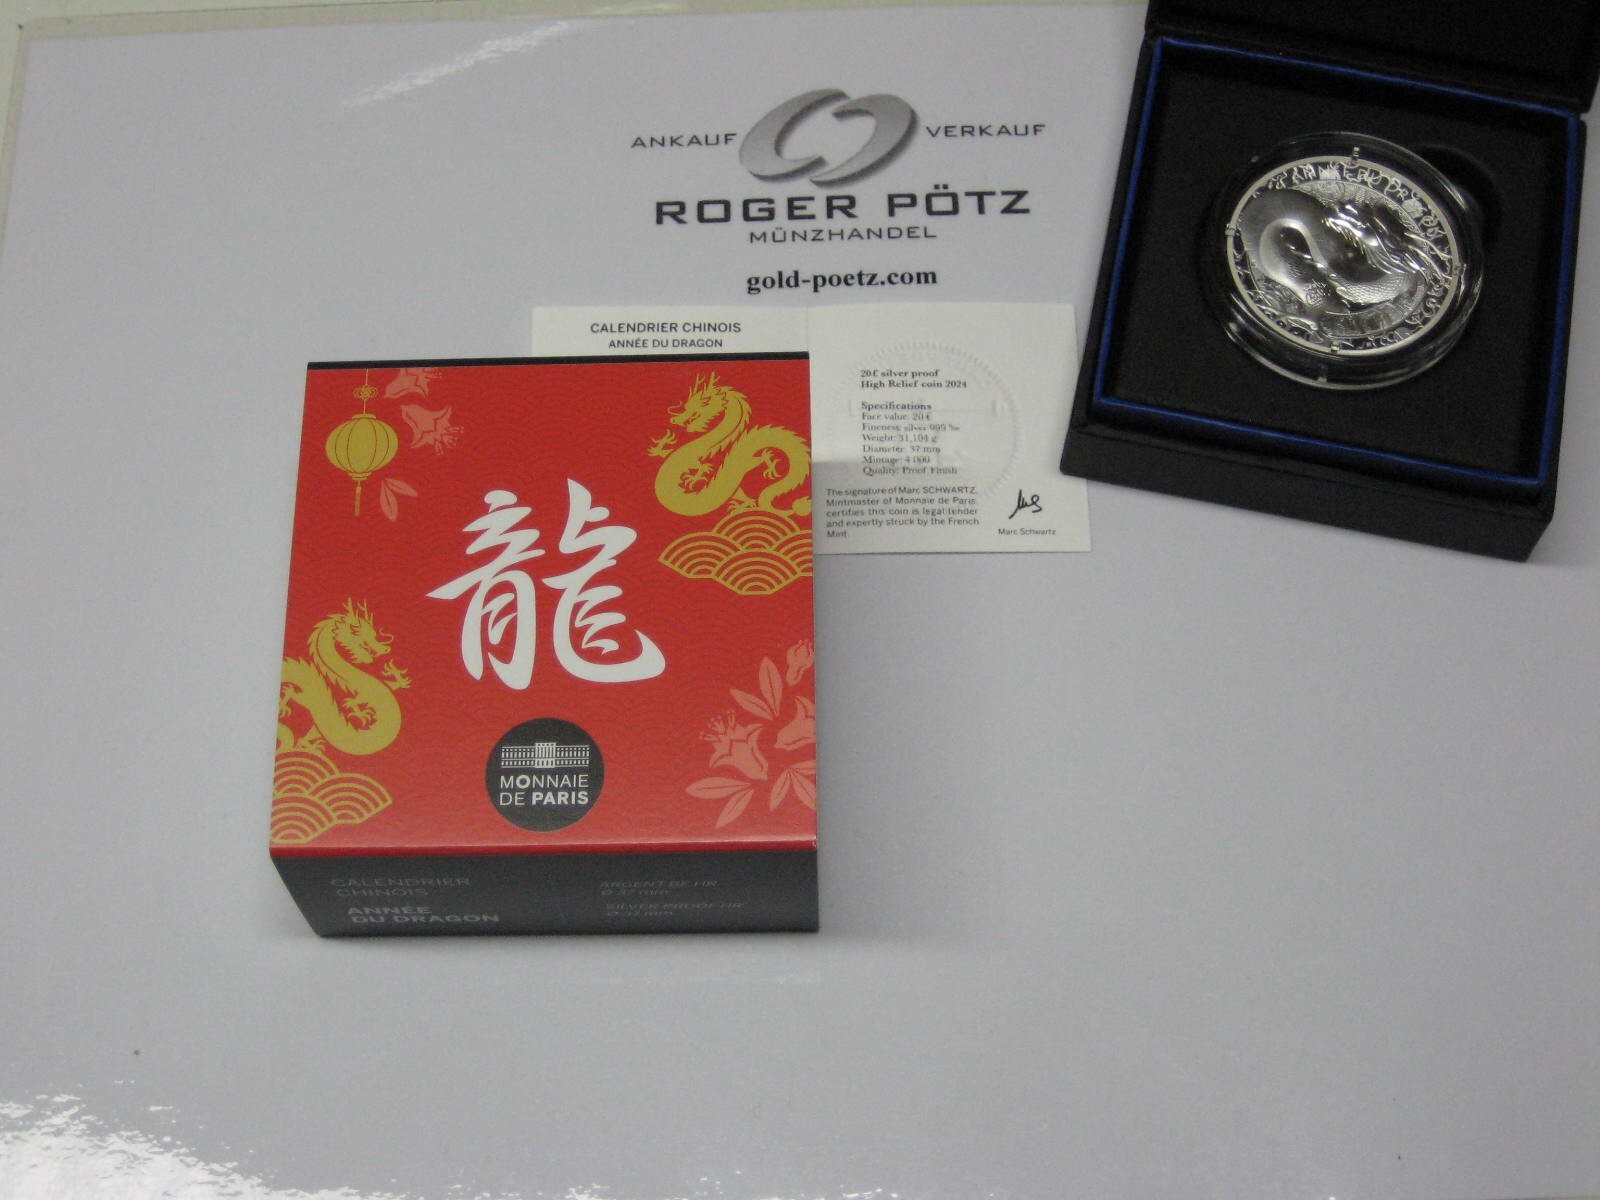 ANKAUF VERKAUF
ROGER PÖTZ
MÜNZHANDEL
gold-poetz.com
CALENDRIER CHINOIS
ANNÉE DU DRAGON
20€ silver proof
High Relief coin 2024
Specifications
Face value: 20 €
Fineness: silver 999 ‰
Weight: 31,104 g
Diameter: 37 mm
Mintage: 4 000
Quality: Proof Finish
The signature of Marc SCHWARTZ,
Mintmaster of Monnaie de Paris,
certifies this coin is legal tender
and expertly struck by the French
Mint.
Marc Schwartz
龍
MONNAIE
DE PARIS
CALENDRIER
CHINOIS
ANNÉE
DU DRAGON
ARGENT BE HR
Ø 37 mm
SILVER PROOF HR
Ø 37 mm